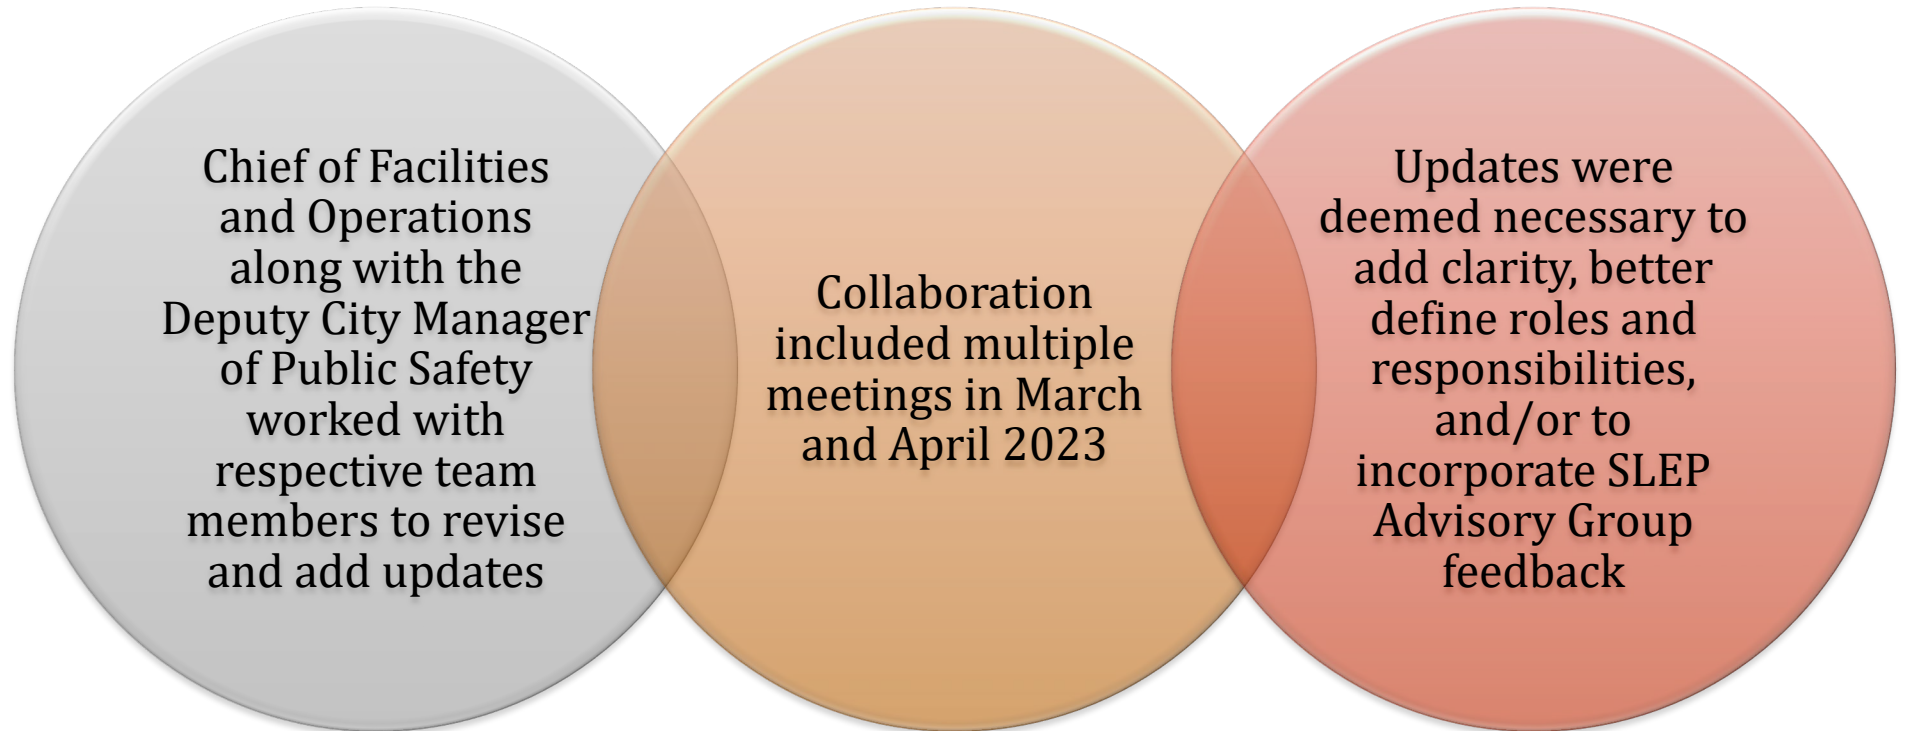 Chief of Facilities
and Operations
along with the
Deputy City Manager
of Public Safety
worked with
respective team
members to revise
and add updates
Collaboration
included multiple
meetings in March
and April 2023
Updates were
deemed necessary to
add clarity, better
define roles and
responsibilities,
and/or to
incorporate SLEP
Advisory Group
feedback